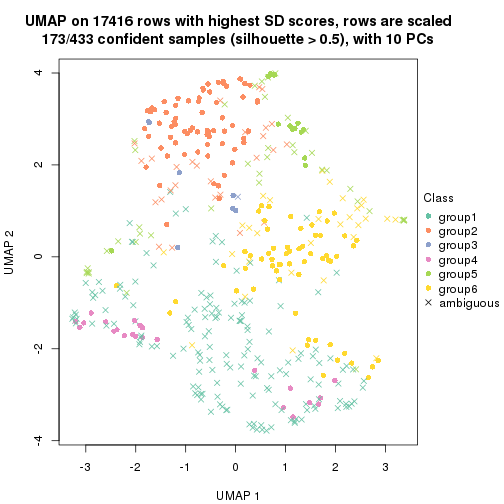 UMAP on 17416 rows with highest SD scores, rows are scaled
173/433 confident samples (silhouette > 0.5), with 10 PCs
4
2
0
-2
-4
UMAP 2
-3
-2
-1
0
1
2
3
UMAP 1
Class
group1
group2
group3
group4
group5
group6
ambiguous